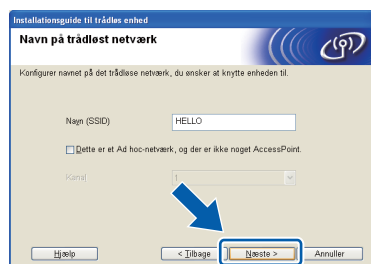 Installationsguide til trådløs enhed
Navn på trådløst netværk
Konfigurer navnet på det trådløse netværk, du ønsker at knytte enheden til.
Navn (SSID)
HELLO
Dette er et Ad hoc-netværk, og der er ikke noget AccessPoint.
Kanal
1
Hjælp
< Tilbage
Næste >
Annuller